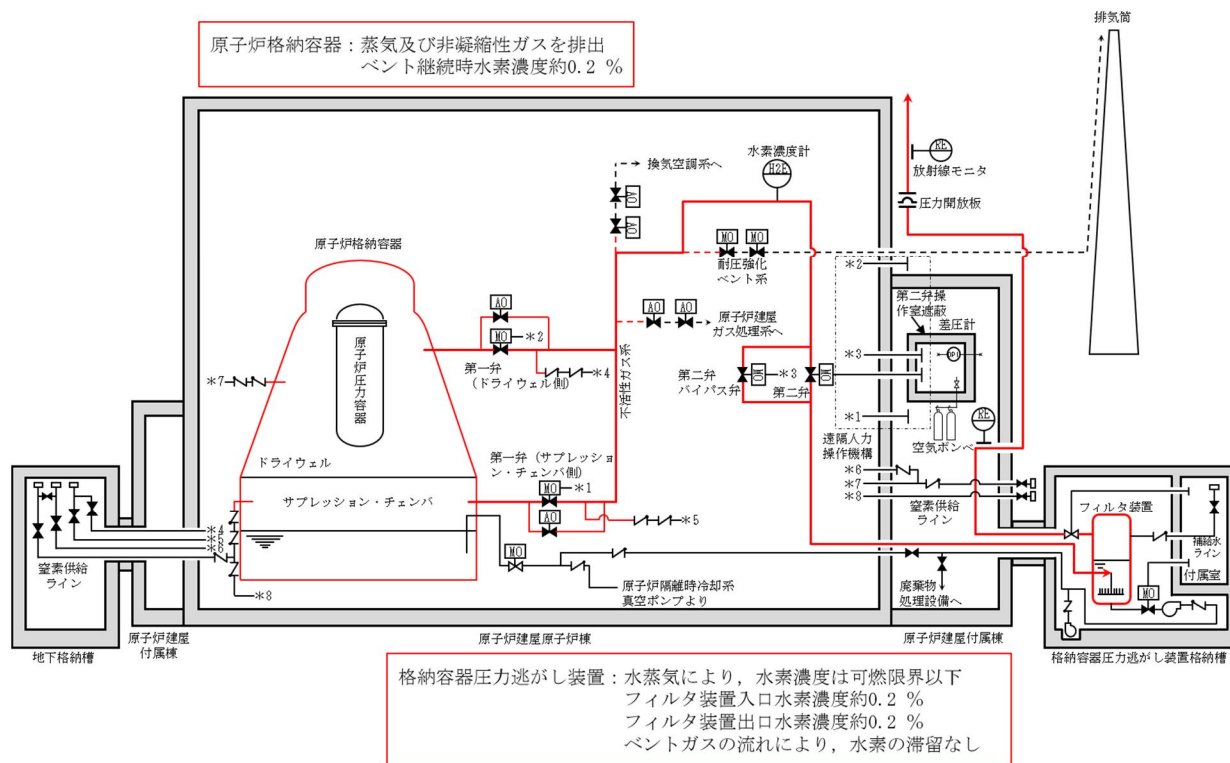 原子炉格納容器：蒸気及び非凝縮性ガスを排出
ベント継続時水素濃度約0.2 %
排気筒
水素濃度計
H2E
換気空調系へ
AO
AO
RE
放射線モニタ
圧力開放板
原子炉格納容器
原子炉圧力容器
MO
MO
耐圧強化
ベント系
*2
第二弁操
作室遮蔽
差圧計
DPI
AO
MO
*2
*4
第一弁
（ドライウェル側）
AO
AO
原子炉建屋
ガス処理系へ
不活性ガス系
*7
MO
*3
第二弁
バイパス弁
MO
第二弁
*3
*1
遠隔人力
操作機構
空気ボンベ
RE
ドライウェル
サプレッション・チェンバ
第一弁（サプレッショ
ン・チェンバ側）
MO
*1
AO
*5
*6
*7
*8
窒素供給
ライン
フィルタ装置
補給水
ライン
付属室
MO
*4
*5
*6
*8
窒素供給
ライン
MO
原子炉隔離時冷却系
真空ポンプより
廃棄物
処理設備へ
地下格納槽
原子炉建屋
付属棟
原子炉建屋原子炉棟
原子炉建屋付属棟
格納容器圧力逃がし装置格納槽
格納容器圧力逃がし装置：水蒸気により，水素濃度は可燃限界以下
フィルタ装置入口水素濃度約0.2 %
フィルタ装置出口水素濃度約0.2 %
ベントガスの流れにより，水素の滞留なし